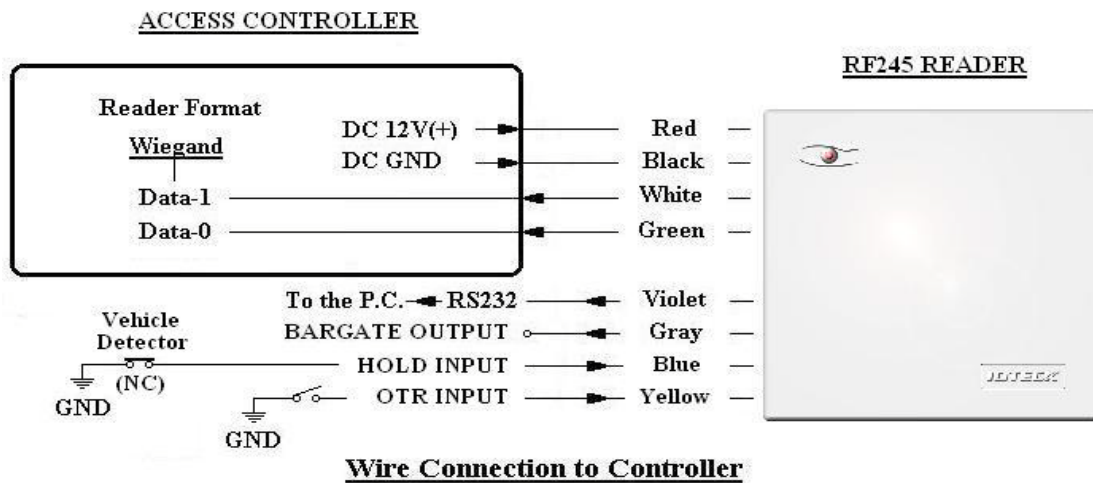 ACCESS CONTROLLER
RF245 READER
Reader Format
Wiegand
DC 12V(+)
Red
DC GND
Black
Data-1
White
Data-0
Green
To the P.C.
RS232
Violet
Vehicle
Detector
(NC)
GND
BARGATE OUTPUT
Gray
HOLD INPUT
Blue
OTR INPUT
Yellow
GND
IDTECK
Wire Connection to Controller